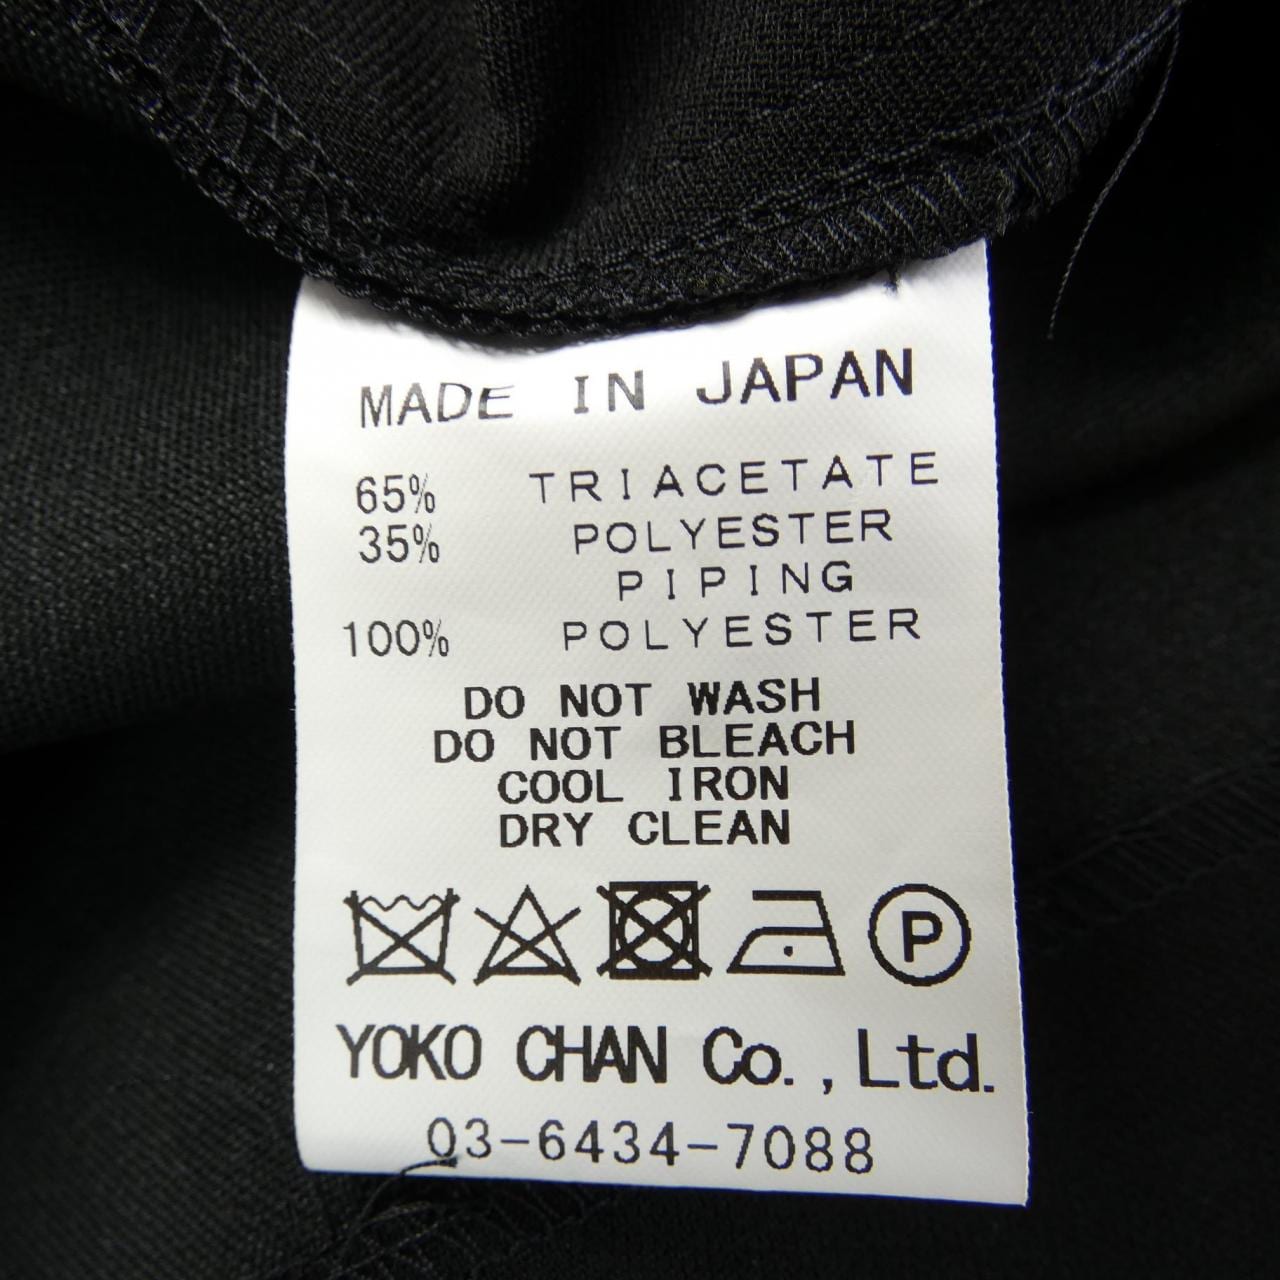 MADE IN JAPAN
65% TRIACETATE
35% POLYESTER
PIPING
100% POLYESTER
DO NOT WASH
DO NOT BLEACH
COOL IRON
DRY CLEAN
P
YOKO CHAN Co.,Ltd.
03-6434-7088